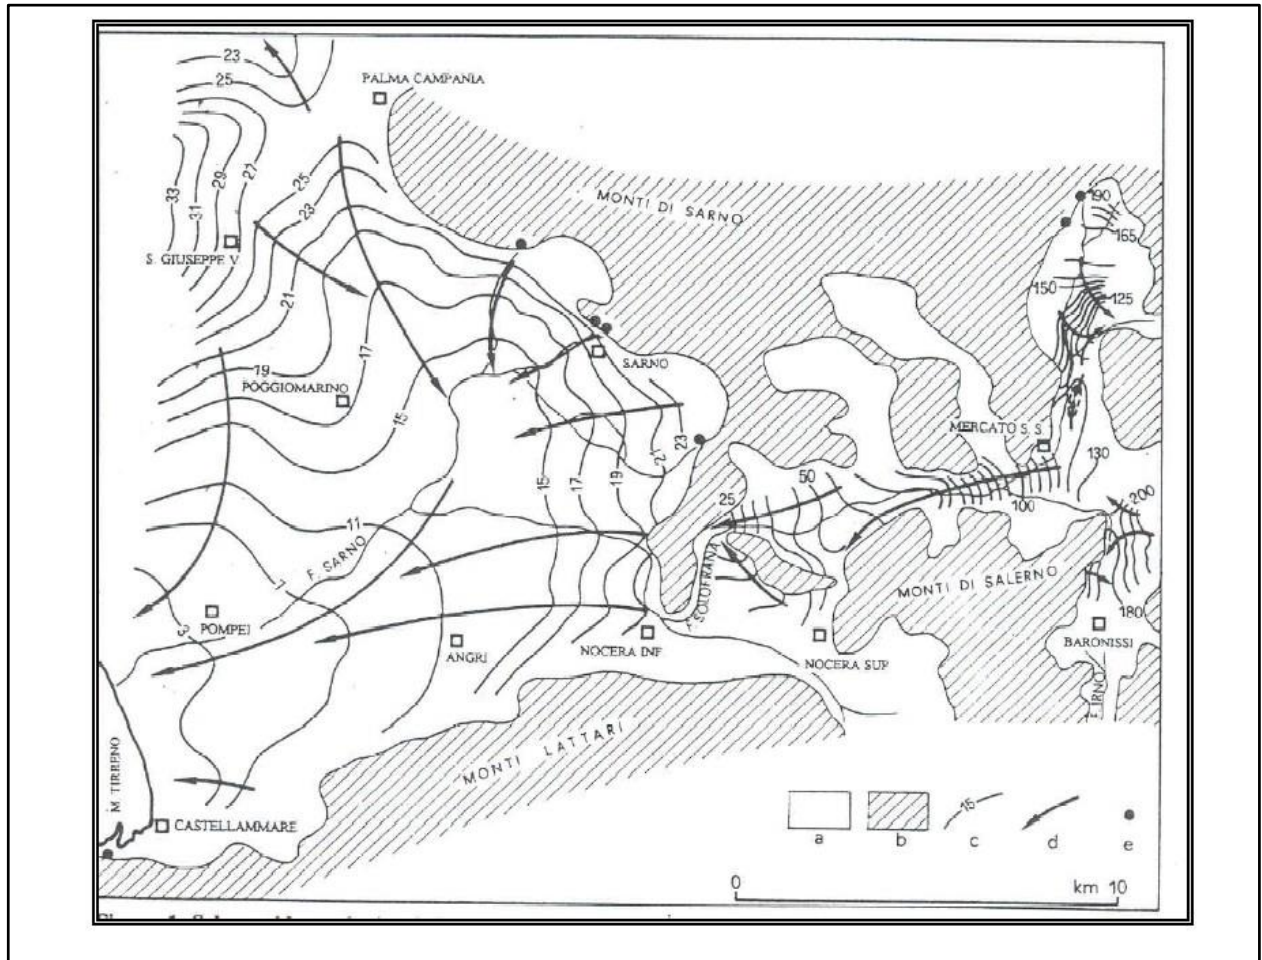 23
25
PALMA CAMPANIA
33
31
29
27
25
23
S. GIUSEPPE V.
21
MONTI DI SARNO
190
165
150
125
19
POGGIOMARINO
17
15
SARNO
MERCATO S. S.
23
21
19
17
15
130
50
25
100
200
11
F. SARNO
7
3
POMPEI
ANGRI
NOCERA INF
F. SOLOFRANA
NOCERA SUP
MONTI DI SALERNO
180
BARONISSI
F. IRNO
MONTI LATTARI
M. TIRRENO
CASTELLAMMARE
15
a
b
c
d
e
0
km 10